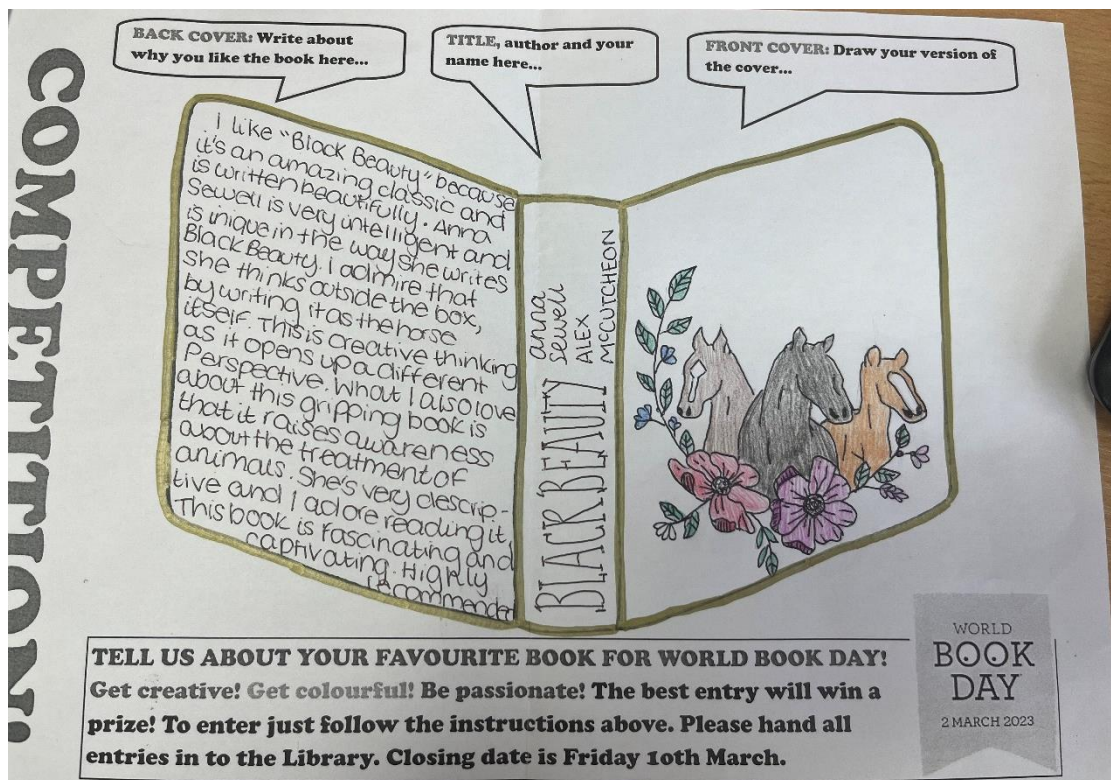 COMPETITION!
BACK COVER: Write about
why you like the book here...
TITLE, author and your
name here...
FRONT COVER: Draw your version of
the cover...
I like "Black Beauty" because
it's an amazing classic and
is written beautifully. Anna
Sewell is very intelligent and
is unique in the way she writes
Black Beauty. I admire that
she thinks outside the box,
by writing it as the horse
itself. This is creative thinking
as it opens up a different
Perspective. What I also love
about this gripping book is
that it raises awareness
about the treatment of
animals. She's very descrip-
tive and I adore reading it.
This book is fascinating and
captivating. Highly
recommended
BLACK BEAUTY
anna
Sewell
ALEX
McCUTCHEON
TELL US ABOUT YOUR FAVOURITE BOOK FOR WORLD BOOK DAY!
Get creative! Get colourful! Be passionate! The best entry will win a
prize! To enter just follow the instructions above. Please hand all
entries in to the Library. Closing date is Friday 10th March.
WORLD
BOOK
DAY
2 MARCH 2023